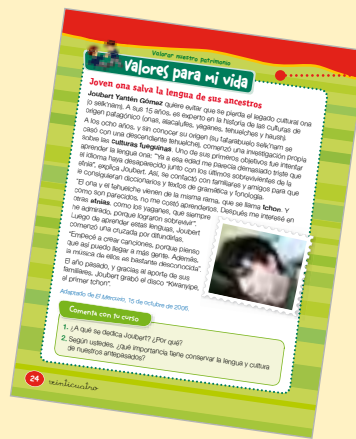 Valorar nuestro patrimonio
Valores para mi vida
Joven ona salva la lengua de sus ancestros
Joubert Yantén Gómez quiere evitar que se pierda el legado cultural ona
(o selk'nam). A sus 15 años, es experto en la historia de las culturas de
origen patagónico (onas, alacalufes, yaganes, tehuelches y haush).
A los ocho años, y sin conocer su origen (su tatarabuelo selk'nam se
casó con una descendiente tehuelche), comenzó una investigación propia
sobre las culturas fueguinas. Uno de sus primeros objetivos fue intentar
aprender la lengua ona: "Ya a esa edad me parecía demasiado triste que
el idioma haya desaparecido junto con los últimos sobrevivientes de la
etnia", explica Joubert. Así, se contactó con familiares y amigos para que
le consiguieran diccionarios y textos de gramática y fonología.
"El ona y el tehuelche vienen de la misma rama, que se llama tchon. Y
como son parecidos, no me costó aprenderlos. Después me interesé en
otras etnias, como los yaganes, que siempre
he admirado, porque lograron sobrevivir".
Luego de aprender estas lenguas, Joubert
comenzó una cruzada por difundirlas.
"Empecé a crear canciones, porque pienso
que así puedo llegar a más gente. Además,
la música de ellos es bastante desconocida".
El año pasado, y gracias al aporte de sus
familiares, Joubert grabó el disco "Kwanyipe,
el primer tchon".
Adaptado de El Mercurio, 15 de octubre de 2006.
Comenta con tu curso
1. ¿A qué se dedica Joubert? ¿Por qué?
2. Según ustedes, ¿qué importancia tiene conservar la lengua y cultura
de nuestros antepasados?
24 veinticuatro